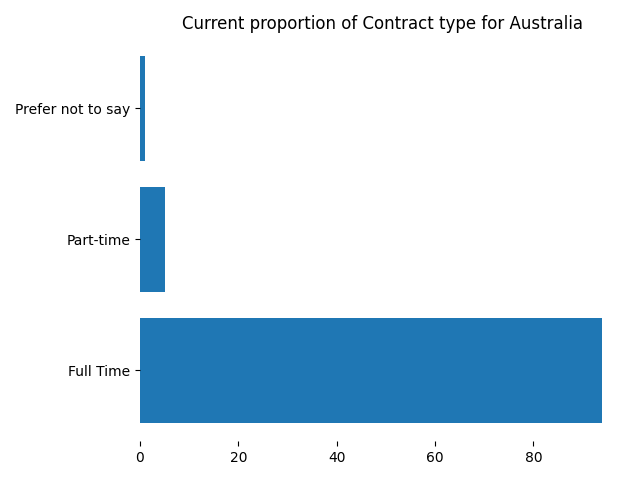 Current proportion of Contract type for Australia
Prefer not to say
Part-time
Full Time
0 20 40 60 80